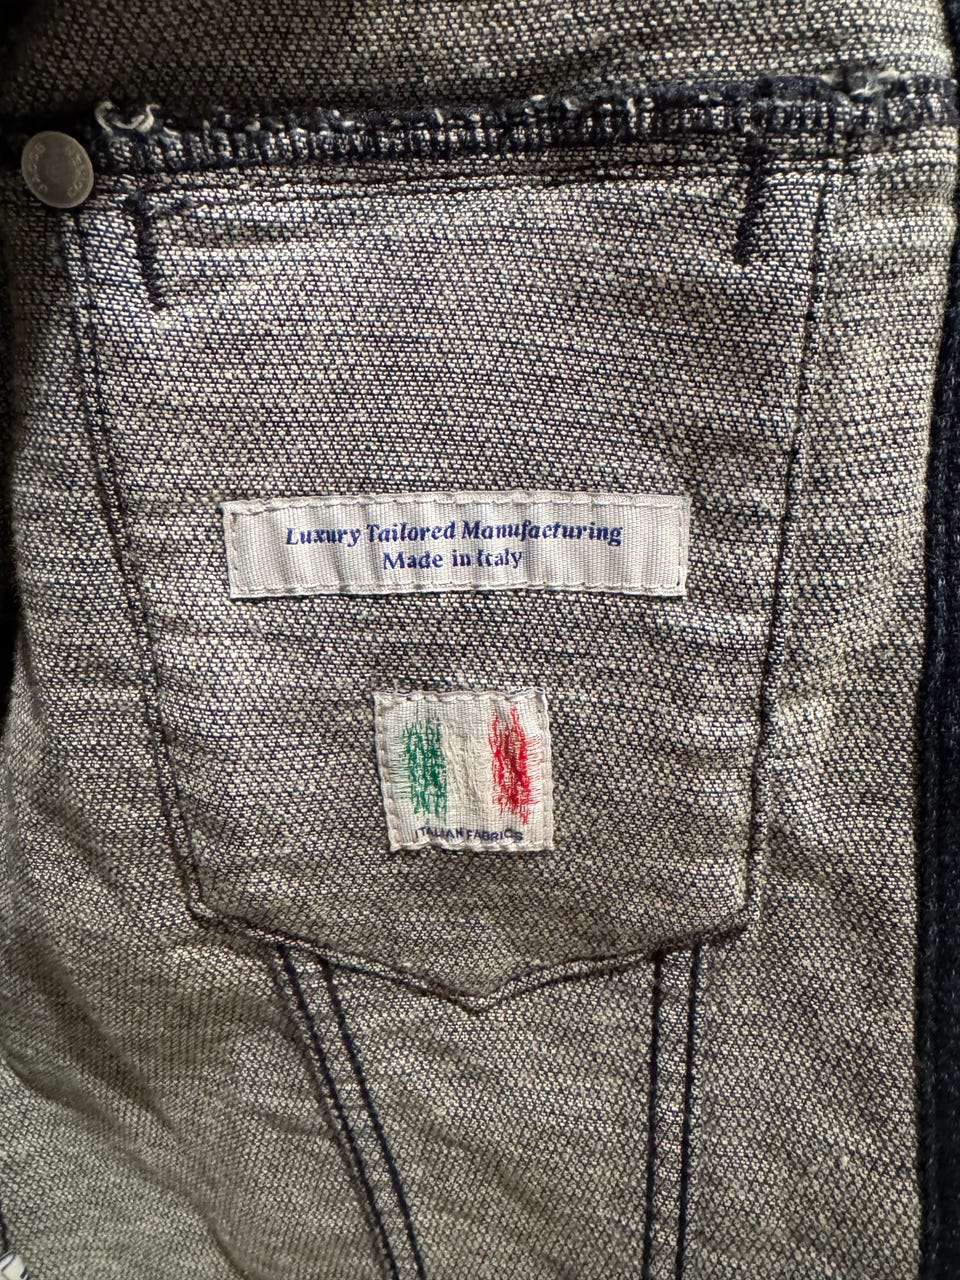 Luxury Tailored Manufacturing
Made in Italy
ITALIAN FABRICS